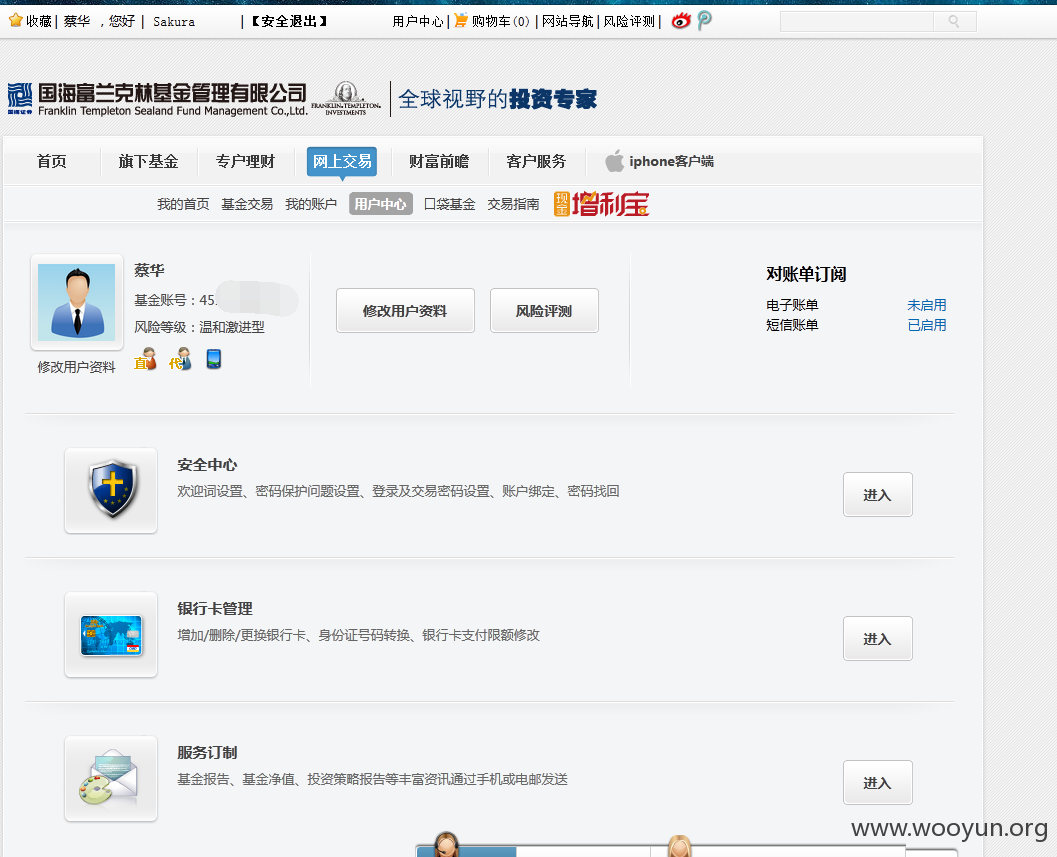 收藏| 蔡华 ，您好 | Sakura |【安全退出】 用户中心| 购物车(0) |网站导航|风险评测|
国海富兰克林基金管理有限公司 全球视野的投资专家
Franklin Templeton Sealand Fund Management Co.,Ltd. FRANKLIN TEMPLETON INVESTMENTS
国海证券
首页 旗下基金 专户理财 网上交易 财富前瞻 客户服务 iphone客户端
我的首页 基金交易 我的账户 用户中心 口袋基金 交易指南 现金增利宝
蔡华
基金账号：45.
风险等级：温和激进型
直 代
修改用户资料
修改用户资料 风险评测
对账单订阅
电子账单 未启用
短信账单 已启用
安全中心
欢迎词设置、密码保护问题设置、登录及交易密码设置、账户绑定、密码找回
进入
银行卡管理
增加/删除/更换银行卡、身份证号码转换、银行卡支付限额修改
进入
服务订制
基金报告、基金净值、投资策略报告等丰富资讯通过手机或电邮发送
进入
www.wooyun.org